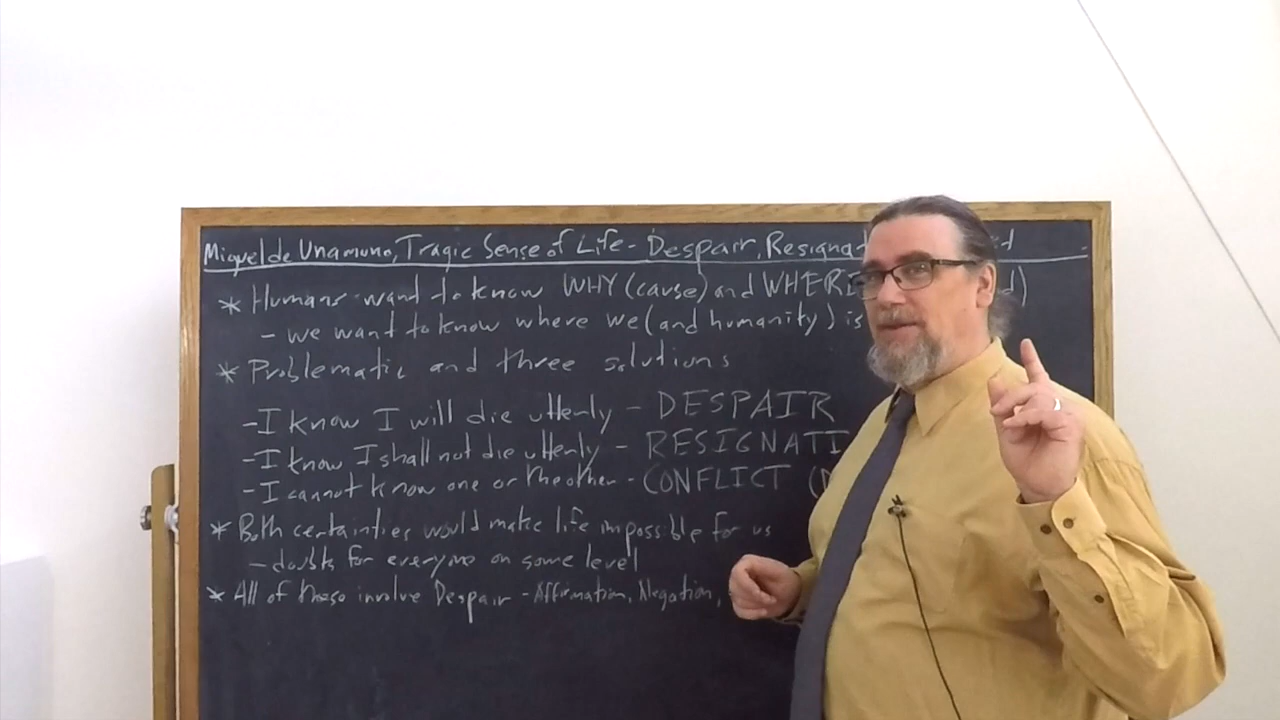 Miguel de Unamuno, Tragic Sense of Life - Despair, Resigna
* Humans want to know WHY (cause) and WHERE
- we want to know where we (and humanity) is
* Problematic and three solutions
- I know I will die utterly - DESPAIR
- I know I shall not die utterly - RESIGNATI
- I cannot know one or the other - CONFLICT (
* Both certainties would make life impossible for us
- doubts for everyone on some level
* All of these involve Despair - Affirmation, Negation,